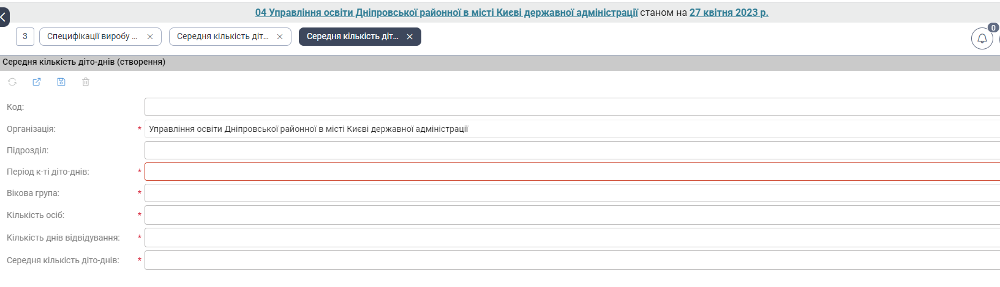 04 Управління освіти Дніпровської районної в місті Києві державної адміністрації станом на 27 квітня 2023 р.
3 Специфікації виробу ... Середня кількість діт... Середня кількість діт... 0
Середня кількість діто-днів (створення)
Код:
Організація: * Управління освіти Дніпровської районної в місті Києві державної адміністрації
Підрозділ:
Період к-ті діто-днів: *
Вікова група: *
Кількість осіб: *
Кількість днів відвідування: *
Середня кількість діто-днів: *